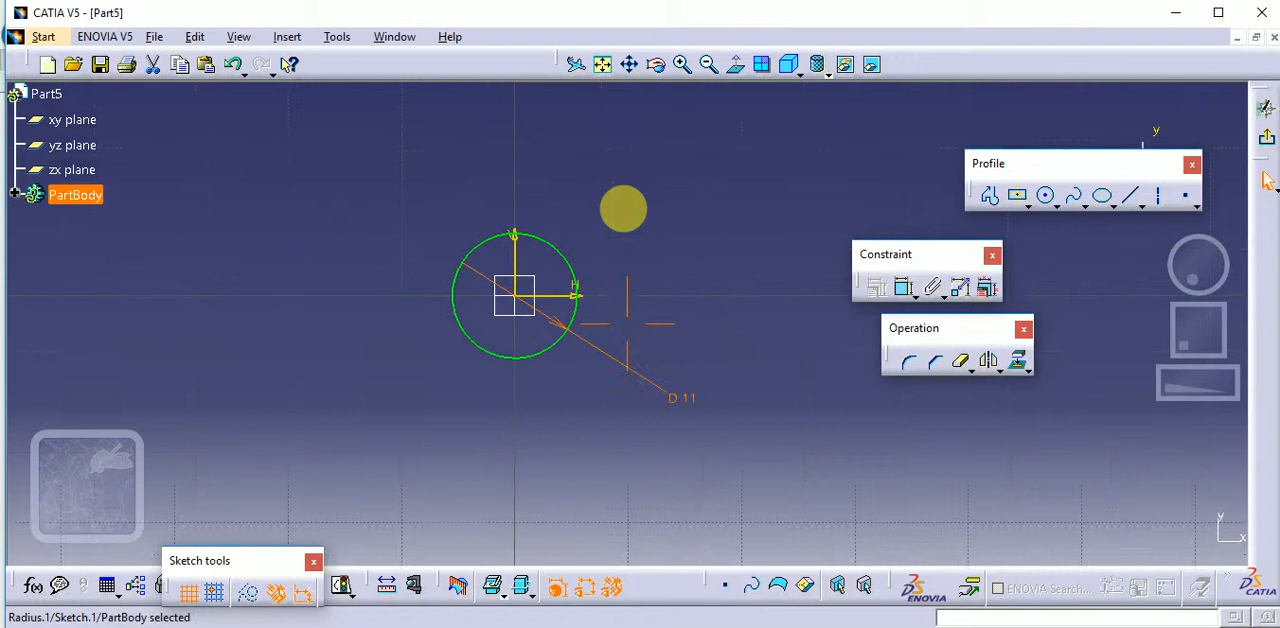 CATIA V5 - [Part5]
Start ENOVIA V5 File Edit View Insert Tools Window Help
Part5
xy plane
yz plane
zx plane
PartBody
y
Profile
Constraint
Operation
H
D 11
y
x
Sketch tools
f(x)
ENOVIA
ENOVIA Search...
CATIA
Radius.1/Sketch.1/PartBody selected